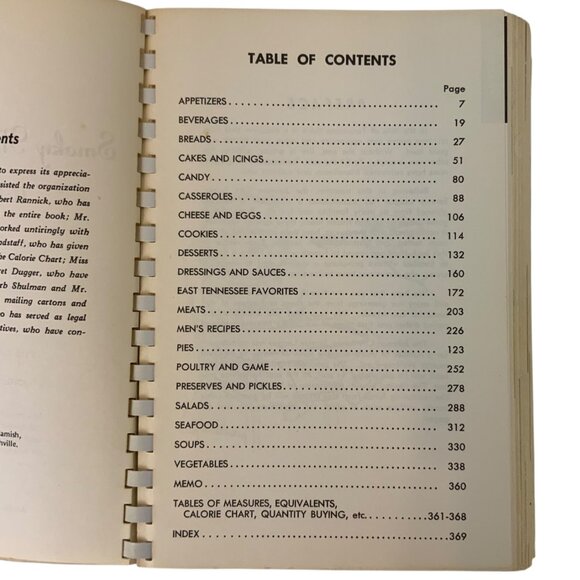 ents
to express its apprecia-
sisted the organization
bert Rannick, who has
the entire book; Mr.
orked untiringly with
ndstaff, who has given
he Calorie Chart; Miss
ret Dugger, who have
rb Shulman and Mr.
mailing cartons and
o has served as legal
tives, who have con-
amish,
hville.
TABLE OF CONTENTS
Page
APPETIZERS 7
BEVERAGES 19
BREADS 27
CAKES AND ICINGS 51
CANDY 80
CASSEROLES 88
CHEESE AND EGGS 106
COOKIES 114
DESSERTS 132
DRESSINGS AND SAUCES 160
EAST TENNESSEE FAVORITES 172
MEATS 203
MEN'S RECIPES 226
PIES 123
POULTRY AND GAME 252
PRESERVES AND PICKLES 278
SALADS 288
SEAFOOD 312
SOUPS 330
VEGETABLES 338
MEMO 360
TABLES OF MEASURES, EQUIVALENTS,
CALORIE CHART, QUANTITY BUYING, etc. 361-368
INDEX 369